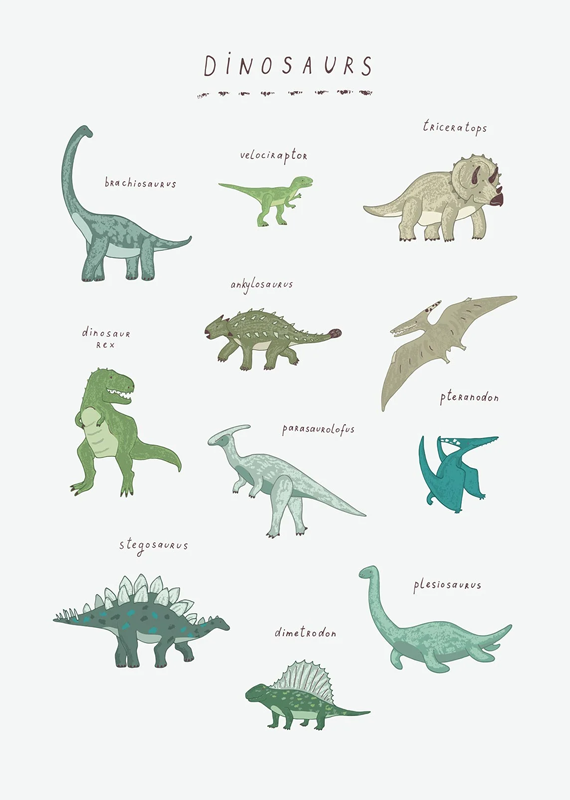 DINOSAURS
triceratops
velociraptor
brachiosaurus
ankylosaurus
dinosaur
rex
pteranodon
parasaurolofus
stegosaurus
plesiosaurus
dimetrodon